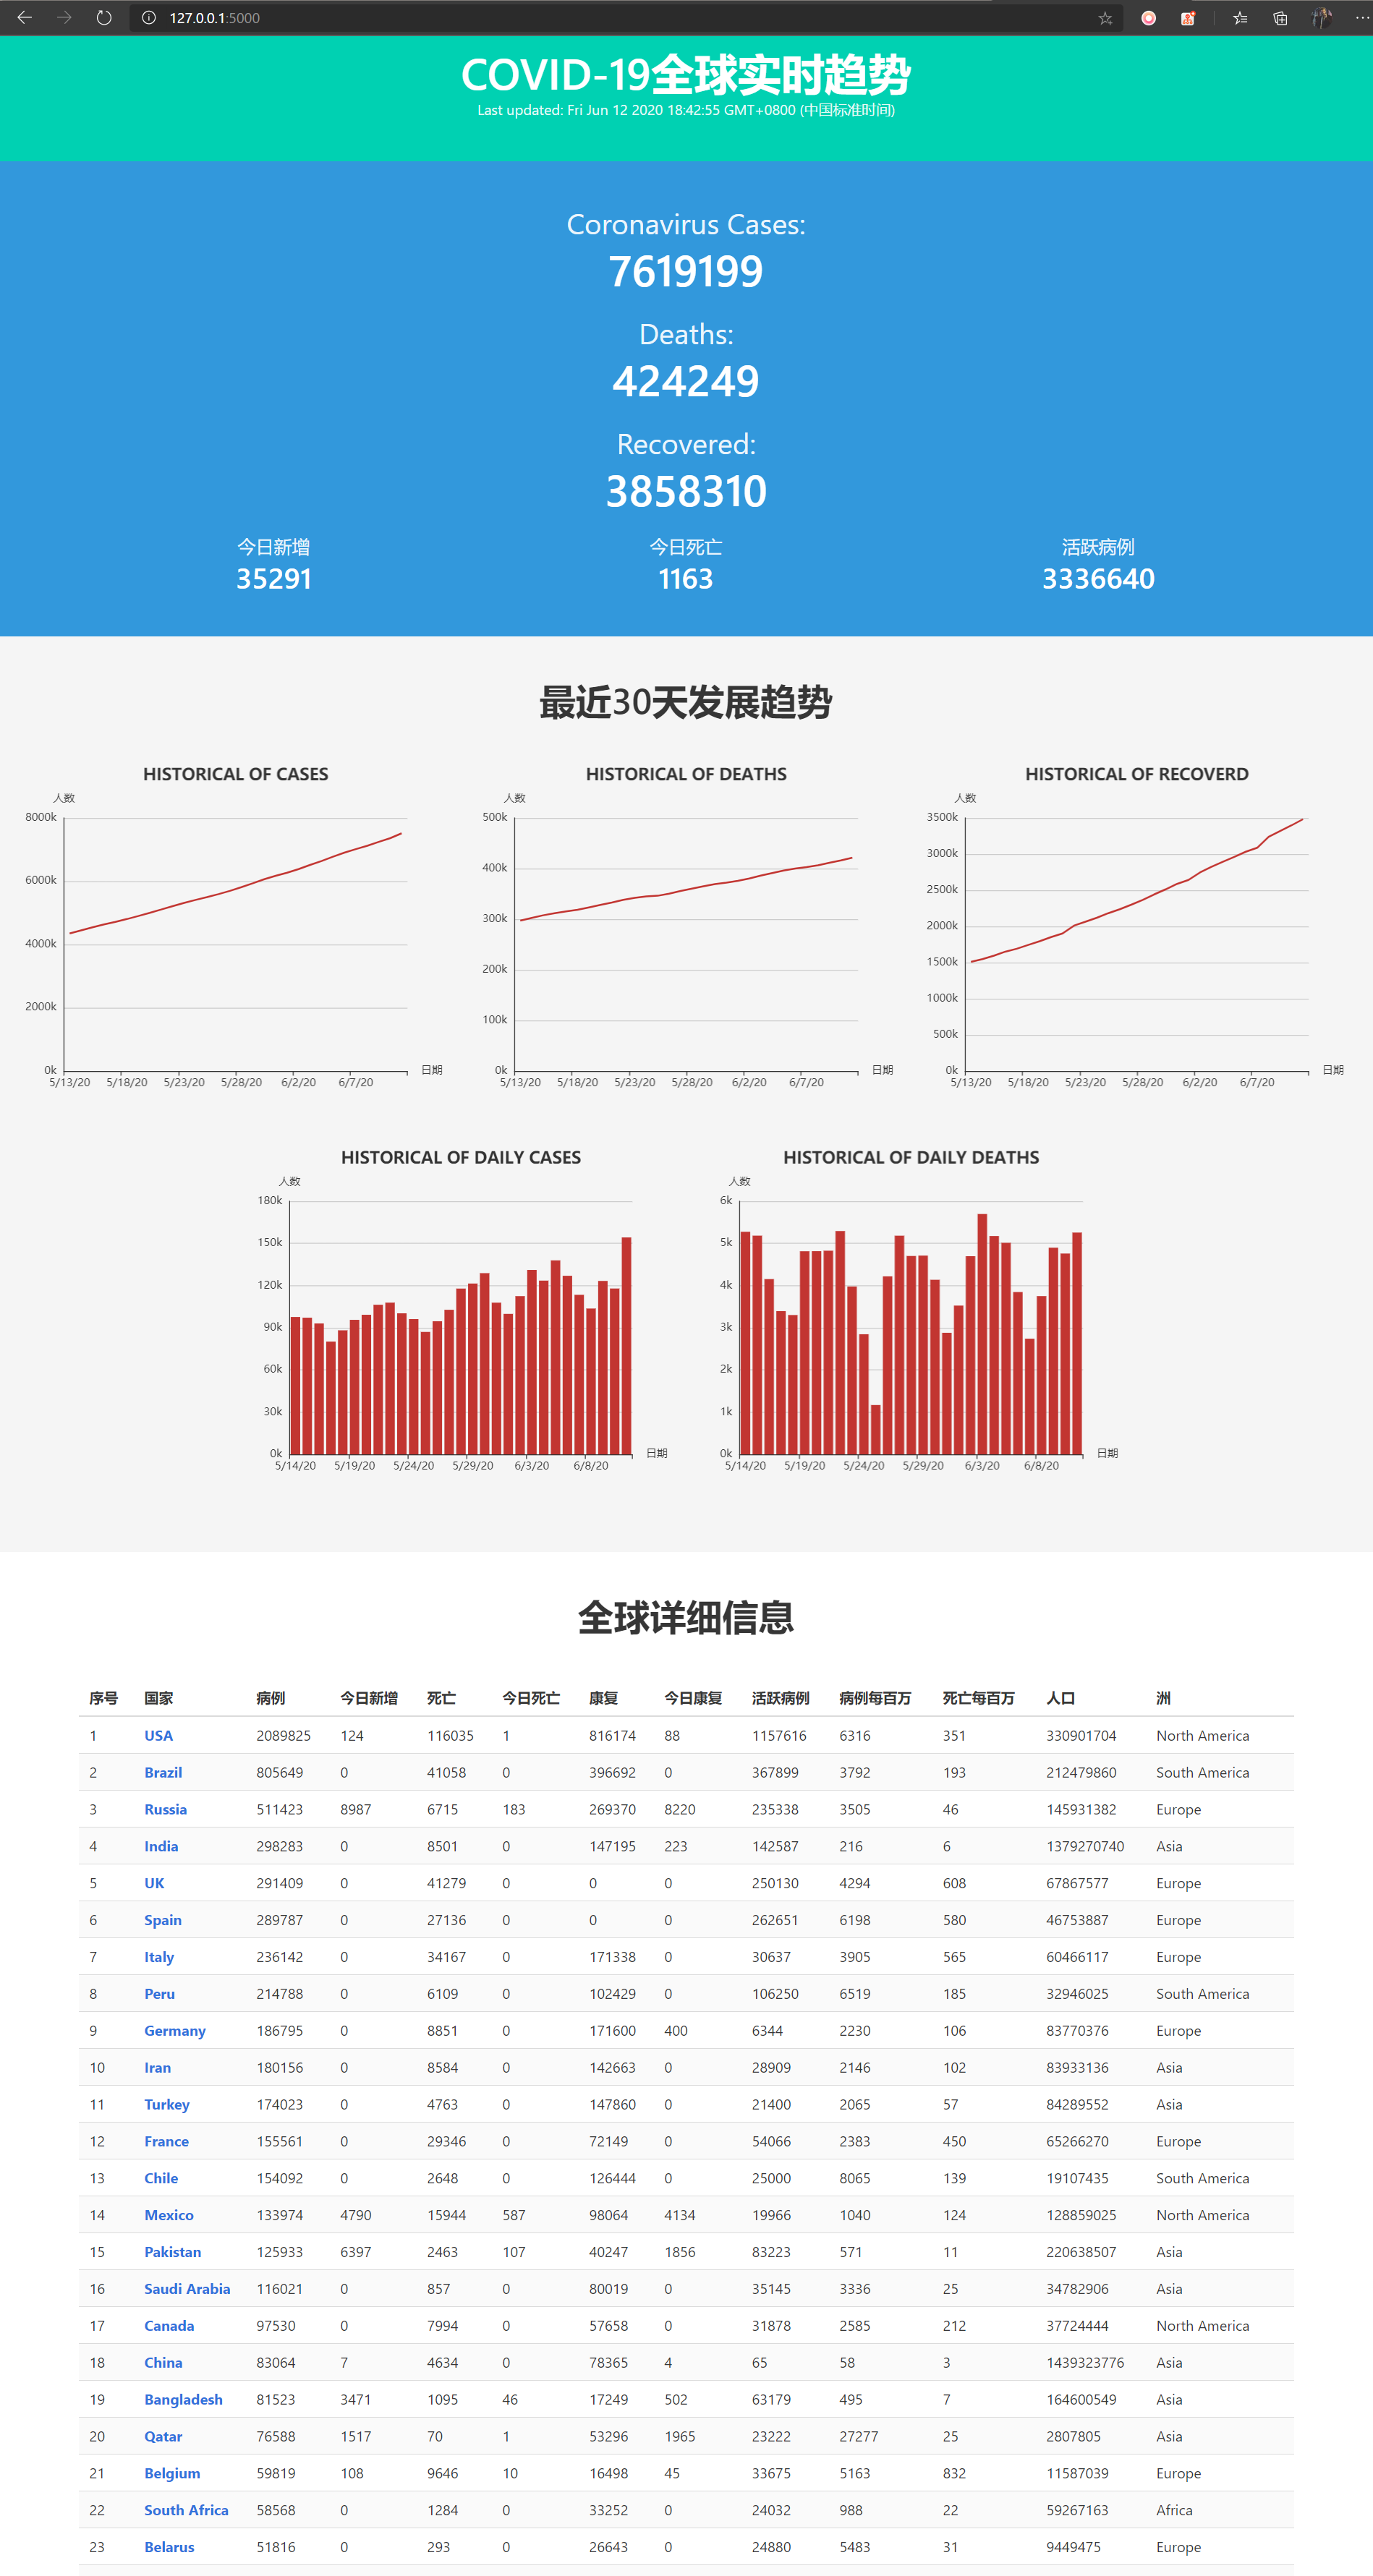 127.0.0.1:5000
COVID-19全球实时趋势
Last updated: Fri Jun 12 2020 18:42:55 GMT+0800 (中国标准时间)
Coronavirus Cases:
7619199
Deaths:
424249
Recovered:
3858310
今日新增 今日死亡 活跃病例
35291 1163 3336640
最近30天发展趋势
HISTORICAL OF CASES
人数
8000k
6000k
4000k
2000k
0k
5/13/20 5/18/20 5/23/20 5/28/20 6/2/20 6/7/20 日期
HISTORICAL OF DEATHS
人数
500k
400k
300k
200k
100k
0k
5/13/20 5/18/20 5/23/20 5/28/20 6/2/20 6/7/20 日期
HISTORICAL OF RECOVERD
人数
3500k
3000k
2500k
2000k
1500k
1000k
500k
0k
5/13/20 5/18/20 5/23/20 5/28/20 6/2/20 6/7/20 日期
HISTORICAL OF DAILY CASES
人数
180k
150k
120k
90k
60k
30k
0k
5/14/20 5/19/20 5/24/20 5/29/20 6/3/20 6/8/20 日期
HISTORICAL OF DAILY DEATHS
人数
6k
5k
4k
3k
2k
1k
0k
5/14/20 5/19/20 5/24/20 5/29/20 6/3/20 6/8/20 日期
全球详细信息
序号 国家 病例 今日新增 死亡 今日死亡 康复 今日康复 活跃病例 病例每百万 死亡每百万 人口 洲
1 USA 2089825 124 116035 1 816174 88 1157616 6316 351 330901704 North America
2 Brazil 805649 0 41058 0 396692 0 367899 3792 193 212479860 South America
3 Russia 511423 8987 6715 183 269370 8220 235338 3505 46 145931382 Europe
4 India 298283 0 8501 0 147195 223 142587 216 6 1379270740 Asia
5 UK 291409 0 41279 0 0 0 250130 4294 608 67867577 Europe
6 Spain 289787 0 27136 0 0 0 262651 6198 580 46753887 Europe
7 Italy 236142 0 34167 0 171338 0 30637 3905 565 60466117 Europe
8 Peru 214788 0 6109 0 102429 0 106250 6519 185 32946025 South America
9 Germany 186795 0 8851 0 171600 400 6344 2230 106 83770376 Europe
10 Iran 180156 0 8584 0 142663 0 28909 2146 102 83933136 Asia
11 Turkey 174023 0 4763 0 147860 0 21400 2065 57 84289552 Asia
12 France 155561 0 29346 0 72149 0 54066 2383 450 65266270 Europe
13 Chile 154092 0 2648 0 126444 0 25000 8065 139 19107435 South America
14 Mexico 133974 4790 15944 587 98064 4134 19966 1040 124 128859025 North America
15 Pakistan 125933 6397 2463 107 40247 1856 83223 571 11 220638507 Asia
16 Saudi Arabia 116021 0 857 0 80019 0 35145 3336 25 34782906 Asia
17 Canada 97530 0 7994 0 57658 0 31878 2585 212 37724444 North America
18 China 83064 7 4634 0 78365 4 65 58 3 1439323776 Asia
19 Bangladesh 81523 3471 1095 46 17249 502 63179 495 7 164600549 Asia
20 Qatar 76588 1517 70 1 53296 1965 23222 27277 25 2807805 Asia
21 Belgium 59819 108 9646 10 16498 45 33675 5163 832 11587039 Europe
22 South Africa 58568 0 1284 0 33252 0 24032 988 22 59267163 Africa
23 Belarus 51816 0 293 0 26643 0 24880 5483 31 9449475 Europe